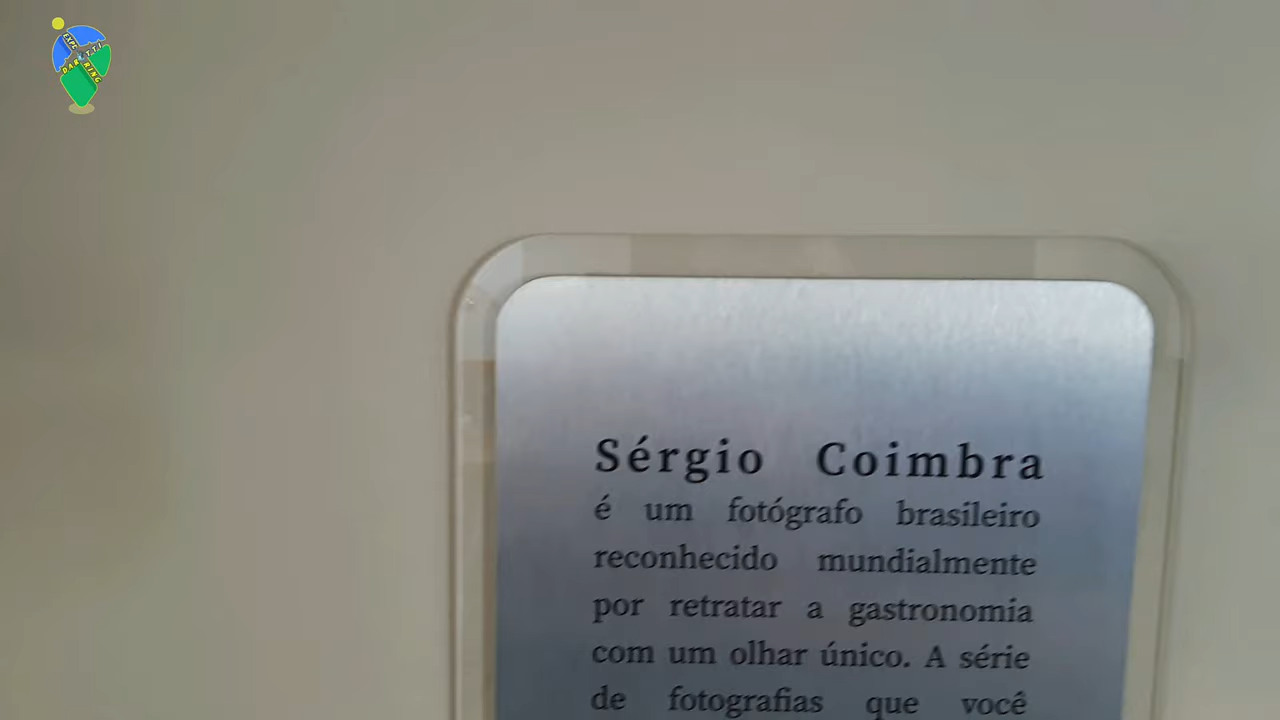 Sérgio Coimbra
é um fotógrafo brasileiro
reconhecido mundialmente
por retratar a gastronomia
com um olhar único. A série
de fotografias que você